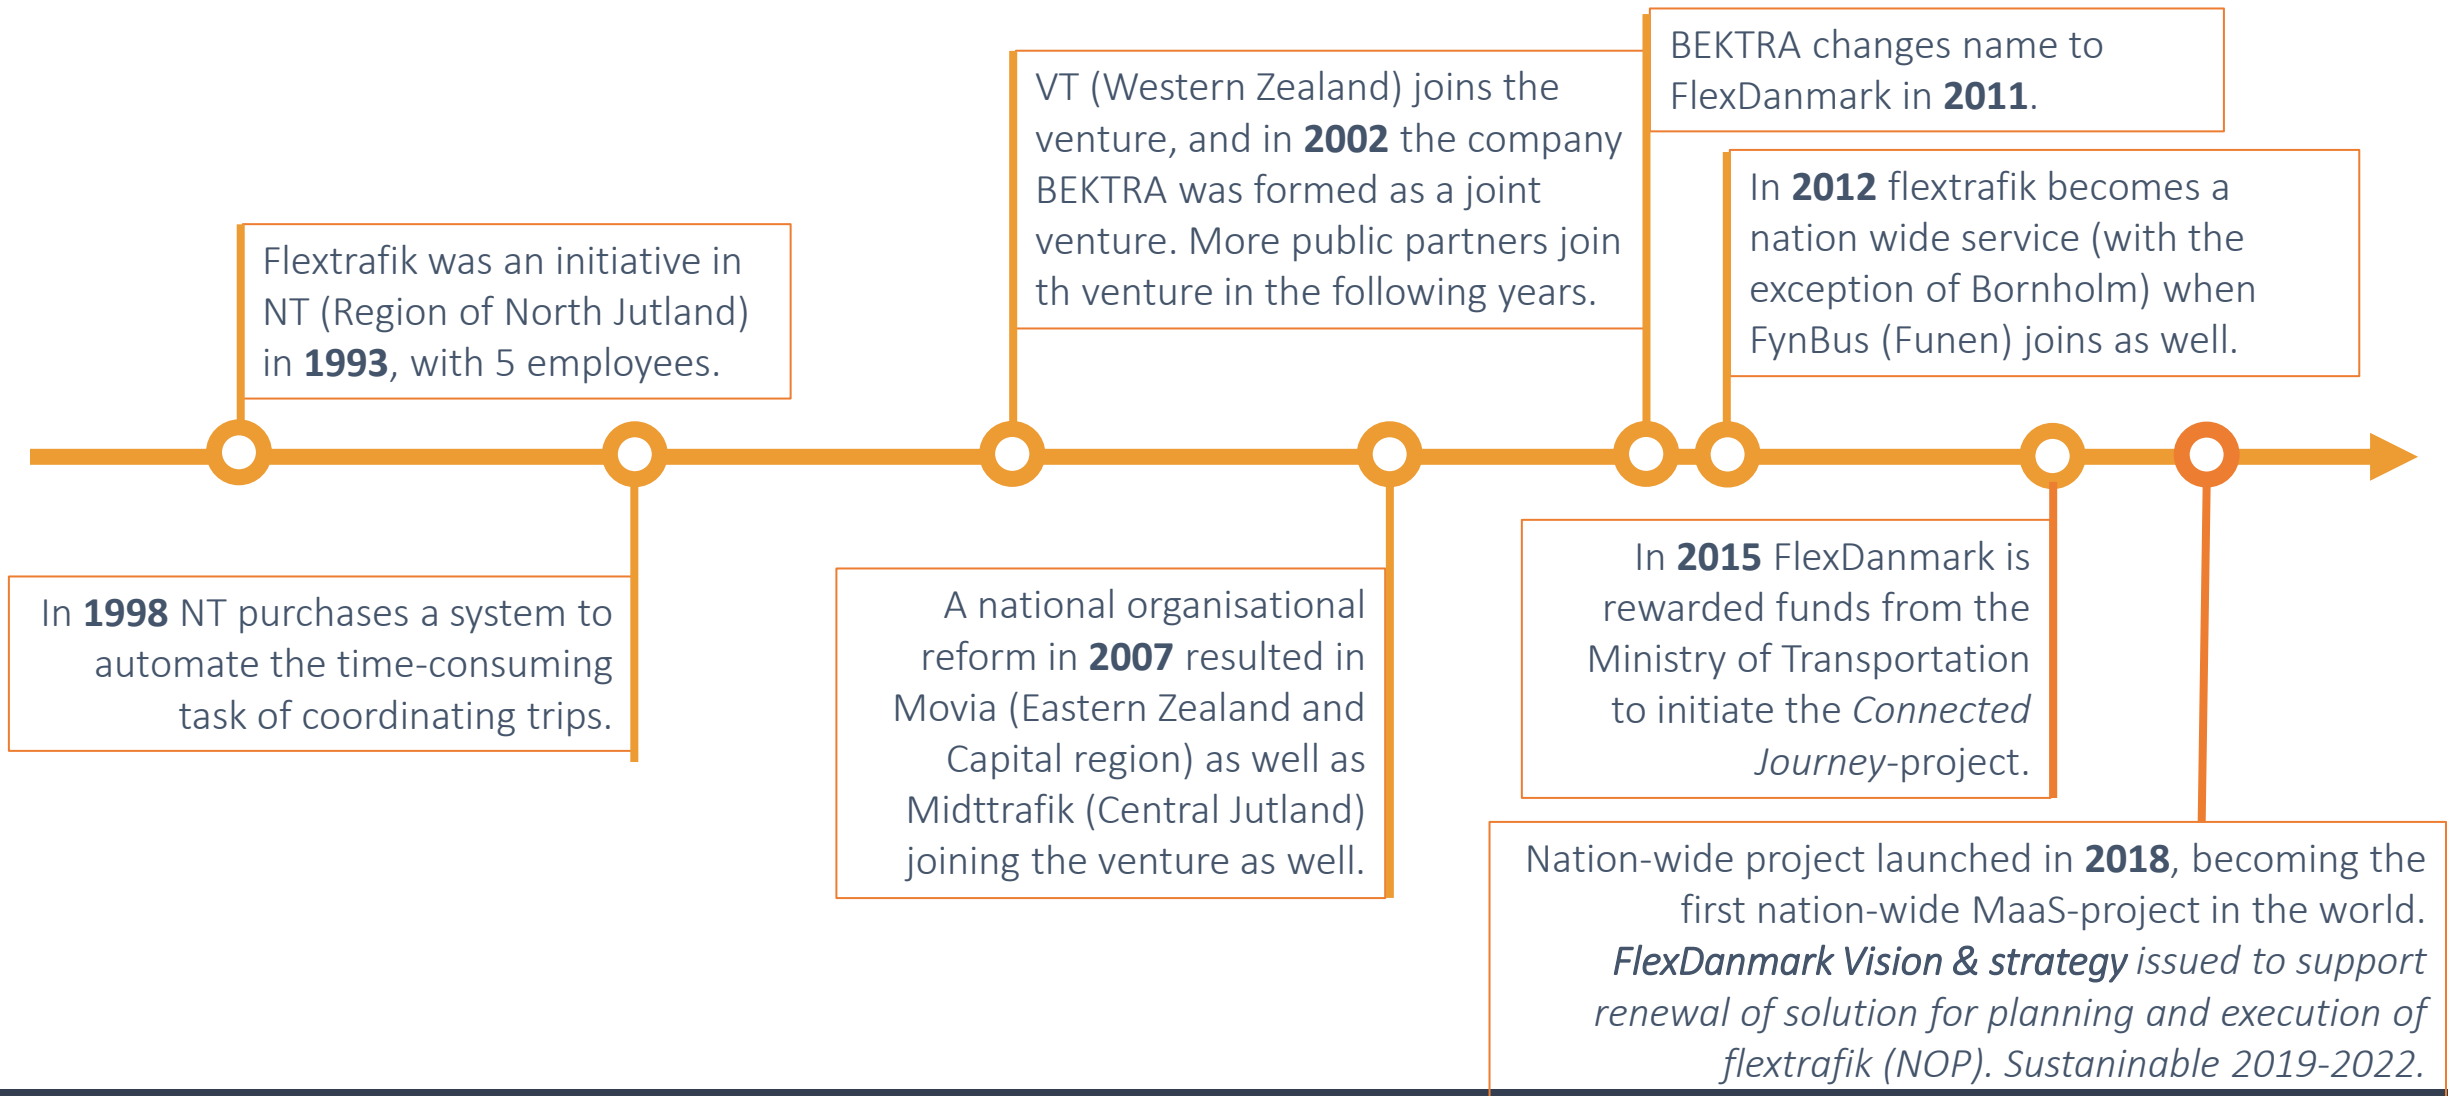 Flextrafik was an initiative in
NT (Region of North Jutland)
in 1993, with 5 employees.
In 1998 NT purchases a system to
automate the time-consuming
task of coordinating trips.
VT (Western Zealand) joins the
venture, and in 2002 the company
BEKTRA was formed as a joint
venture. More public partners join
th venture in the following years.
A national organisational
reform in 2007 resulted in
Movia (Eastern Zealand and
Capital region) as well as
Midttrafik (Central Jutland)
joining the venture as well.
BEKTRA changes name to
FlexDanmark in 2011.
In 2012 flextrafik becomes a
nation wide service (with the
exception of Bornholm) when
FynBus (Funen) joins as well.
In 2015 FlexDanmark is
rewarded funds from the
Ministry of Transportation
to initiate the Connected
Journey-project.
Nation-wide project launched in 2018, becoming the
first nation-wide MaaS-project in the world.
FlexDanmark Vision & strategy issued to support
renewal of solution for planning and execution of
flextrafik (NOP). Sustaninable 2019-2022.